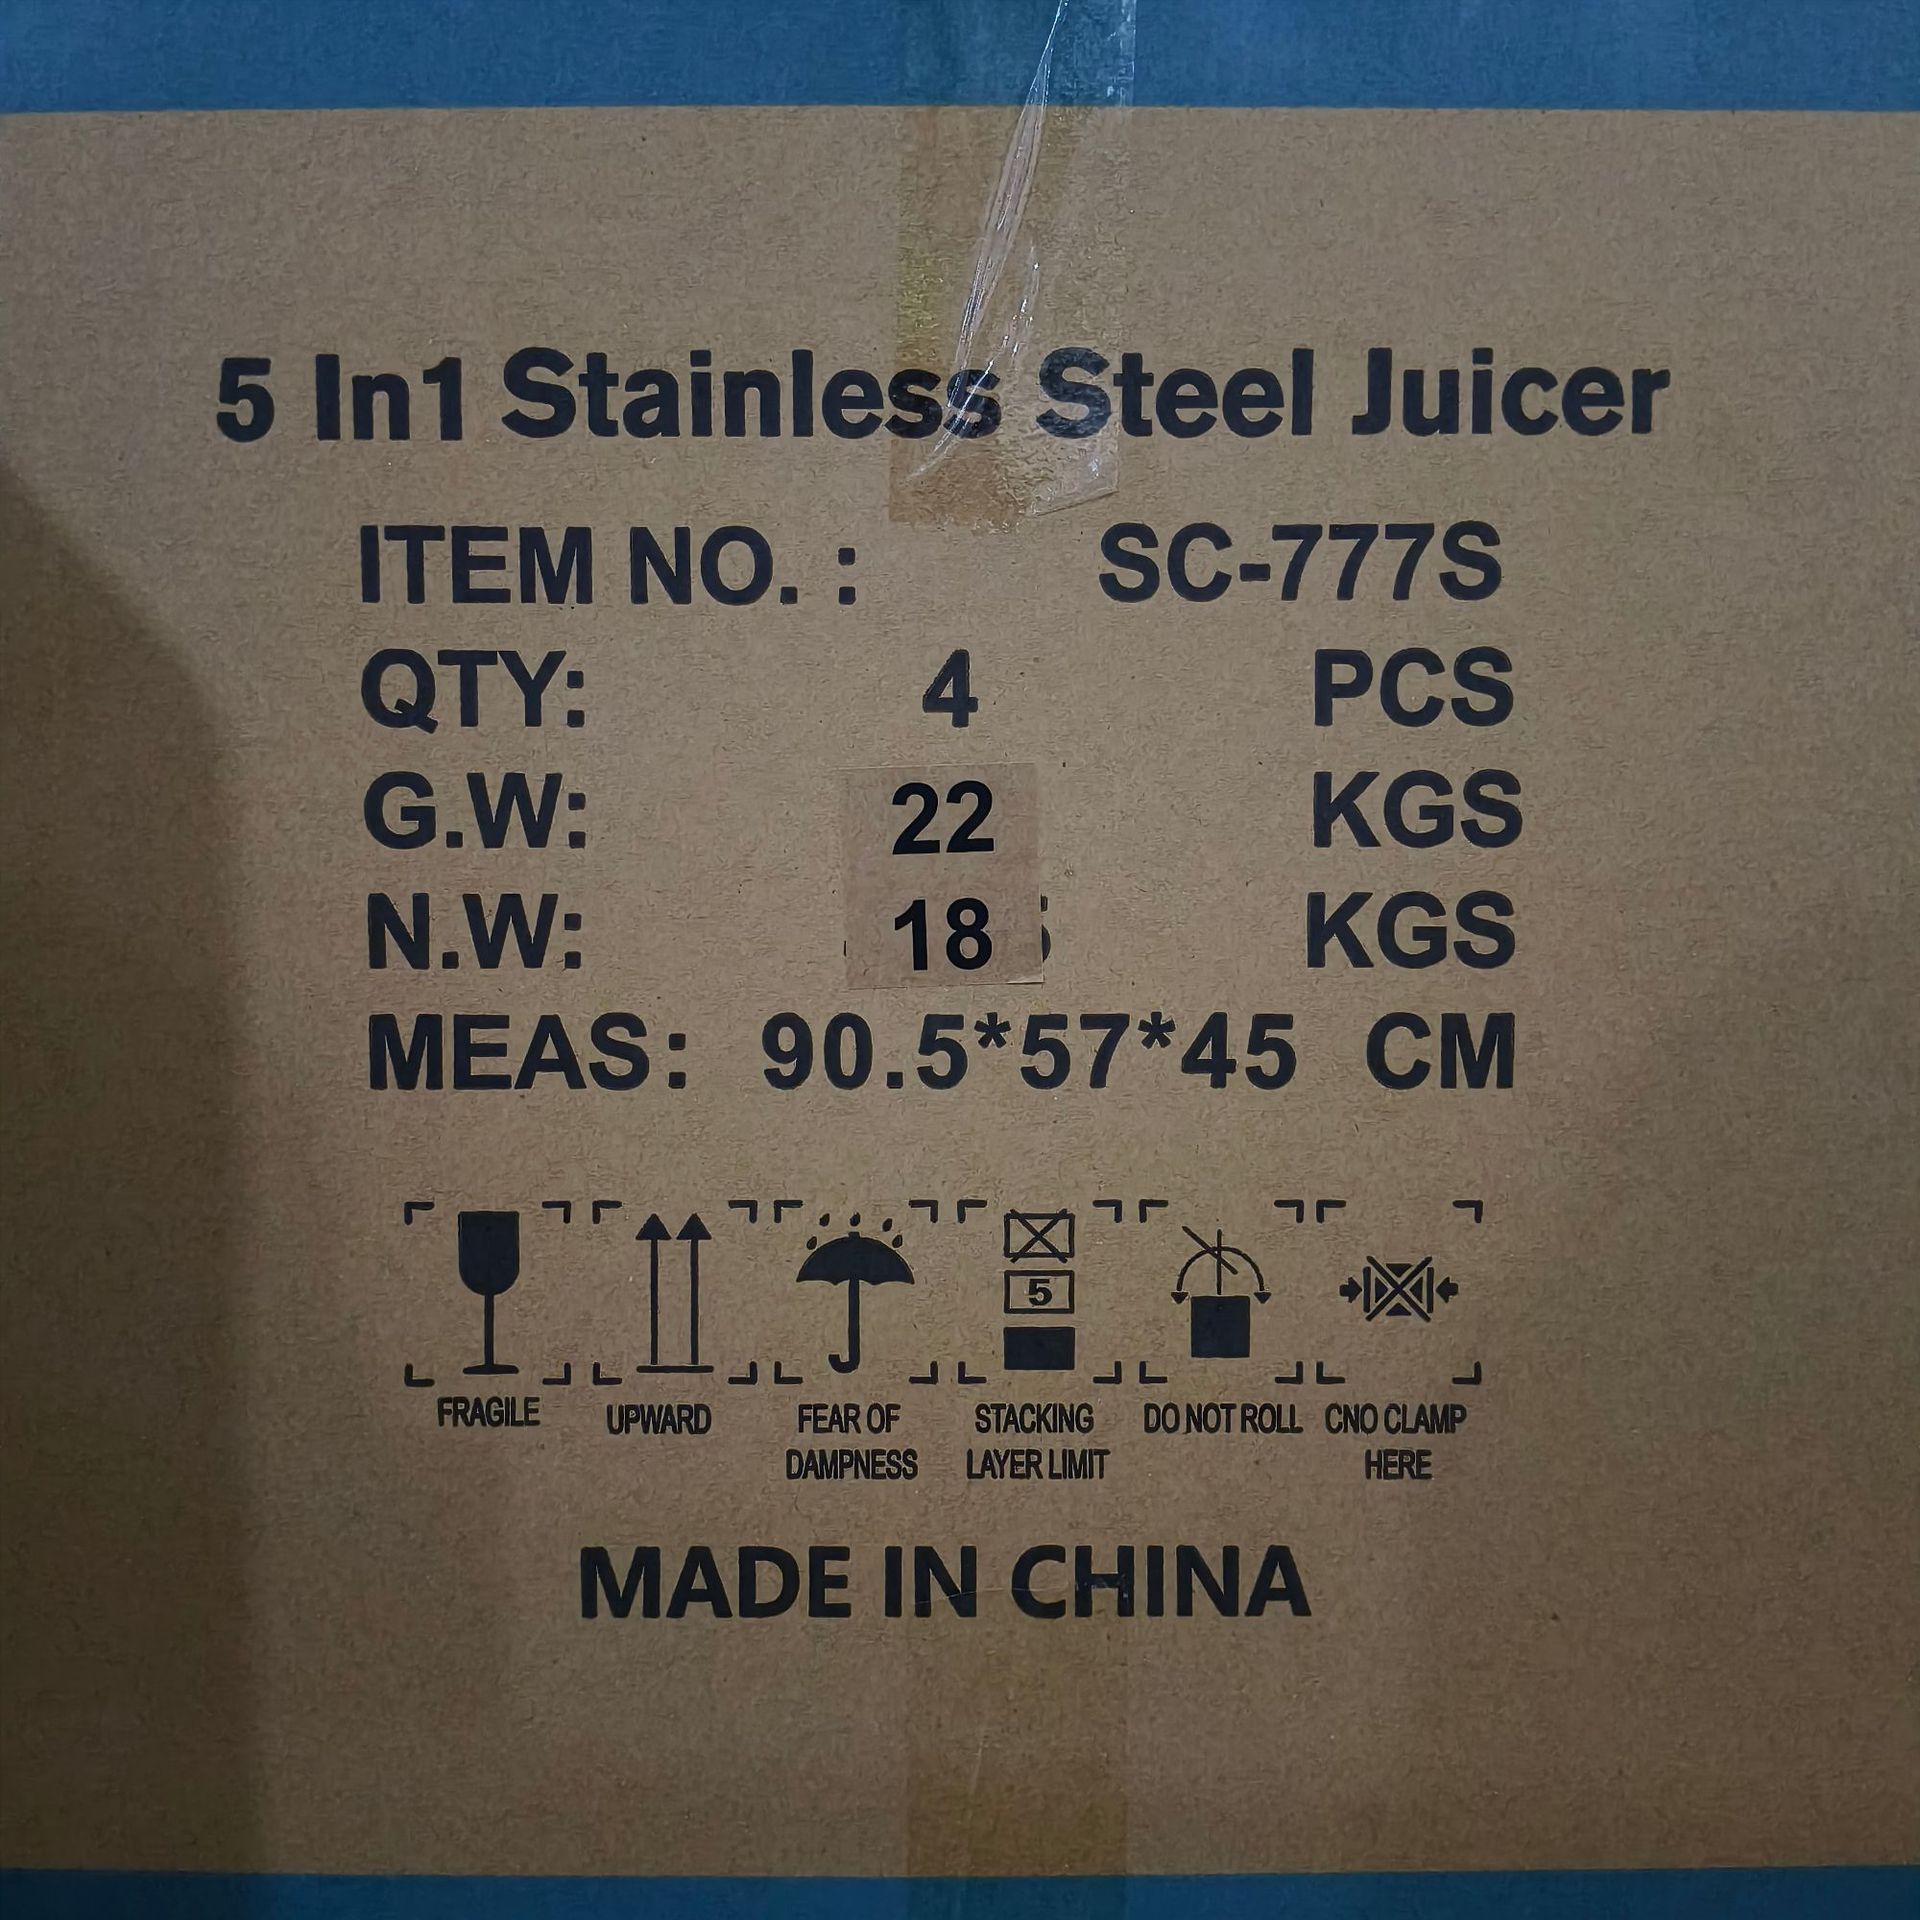 5 In1 Stainless Steel Juicer
ITEM NO. : SC-777S
QTY: 4 PCS
G.W: 22 KGS
N.W: 18 KGS
MEAS: 90.5*57*45 CM
5
FRAGILE UPWARD FEAR OF DAMPNESS STACKING LAYER LIMIT DO NOT ROLL CNO CLAMP HERE
MADE IN CHINA